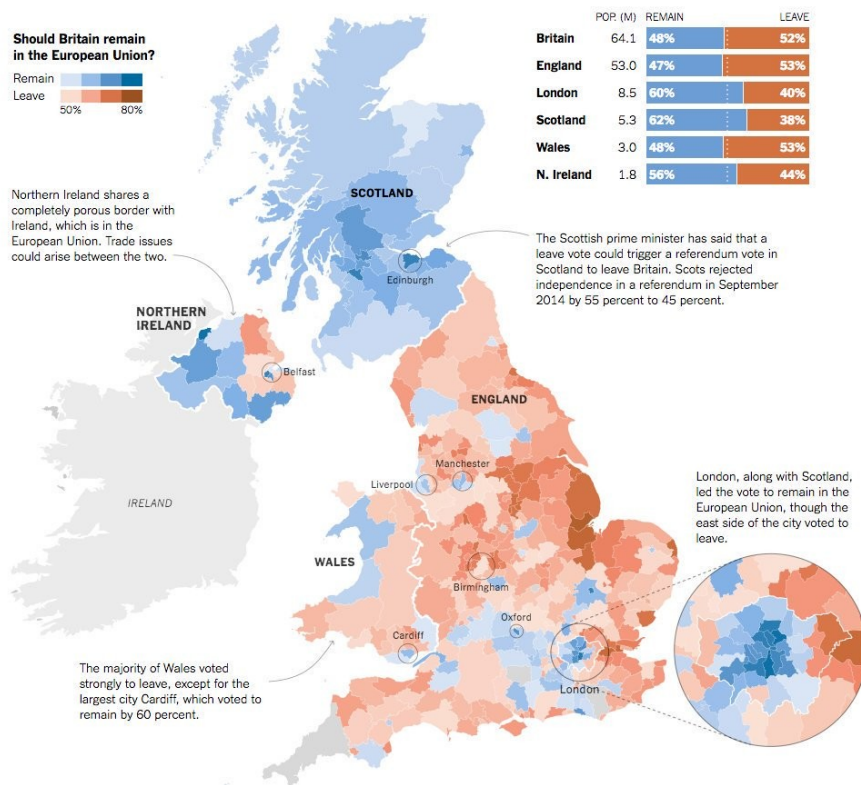 Should Britain remain
in the European Union?
Remain
Leave
50% 80%
POP. (M) REMAIN LEAVE
Britain 64.1 48% 52%
England 53.0 47% 53%
London 8.5 60% 40%
Scotland 5.3 62% 38%
Wales 3.0 48% 53%
N. Ireland 1.8 56% 44%
Northern Ireland shares a
completely porous border with
Ireland, which is in the
European Union. Trade issues
could arise between the two.
SCOTLAND
Edinburgh
The Scottish prime minister has said that a
leave vote could trigger a referendum vote in
Scotland to leave Britain. Scots rejected
independence in a referendum in September
2014 by 55 percent to 45 percent.
NORTHERN
IRELAND
Belfast
ENGLAND
Manchester
Liverpool
IRELAND
London, along with Scotland,
led the vote to remain in the
European Union, though the
east side of the city voted to
leave.
WALES
Birmingham
Oxford
Cardiff
London
The majority of Wales voted
strongly to leave, except for the
largest city Cardiff, which voted to
remain by 60 percent.